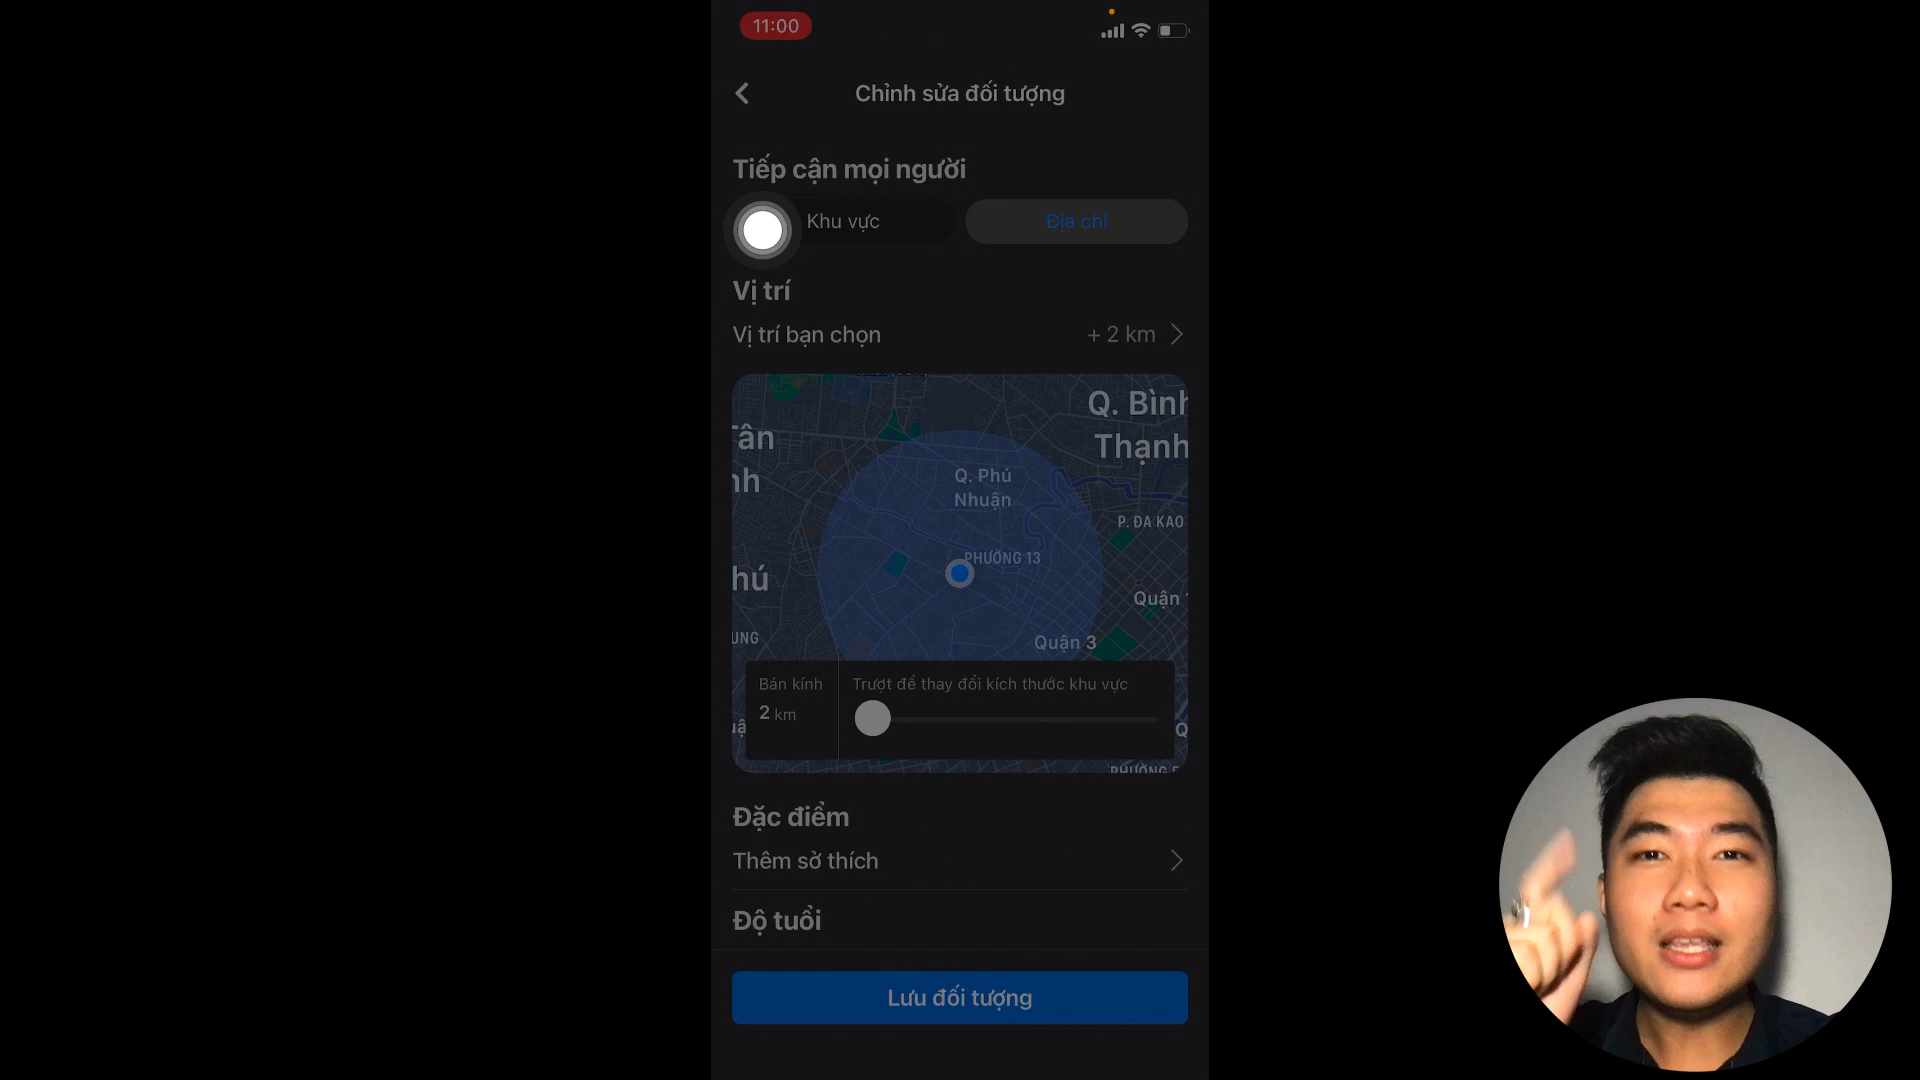 11:00
Chỉnh sửa đối tượng
Tiếp cận mọi người
Khu vực
Địa chỉ
Vị trí
Vị trí bạn chọn
+ 2 km
Q. Bình
Thạnh
Q. Phú
Nhuận
P. ĐA KAO
PHƯỜNG 13
Quận
Quận 3
Bán kính
2 km
Trượt để thay đổi kích thước khu vực
Đặc điểm
Thêm sở thích
Độ tuổi
Lưu đối tượng